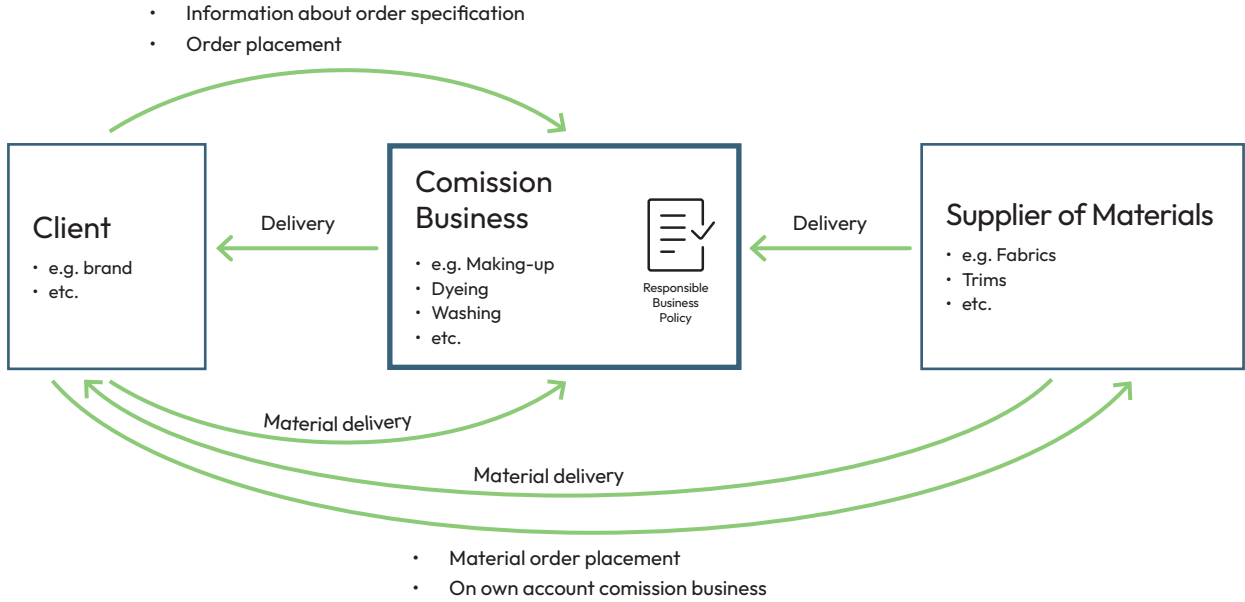 • Information about order specification
• Order placement
Client
• e.g. brand
• etc.
Delivery
Comission
Business
• e.g. Making-up
• Dyeing
• Washing
• etc.
Responsible
Business
Policy
Delivery
Supplier of Materials
• e.g. Fabrics
• Trims
• etc.
Material delivery
Material delivery
• Material order placement
• On own account comission business